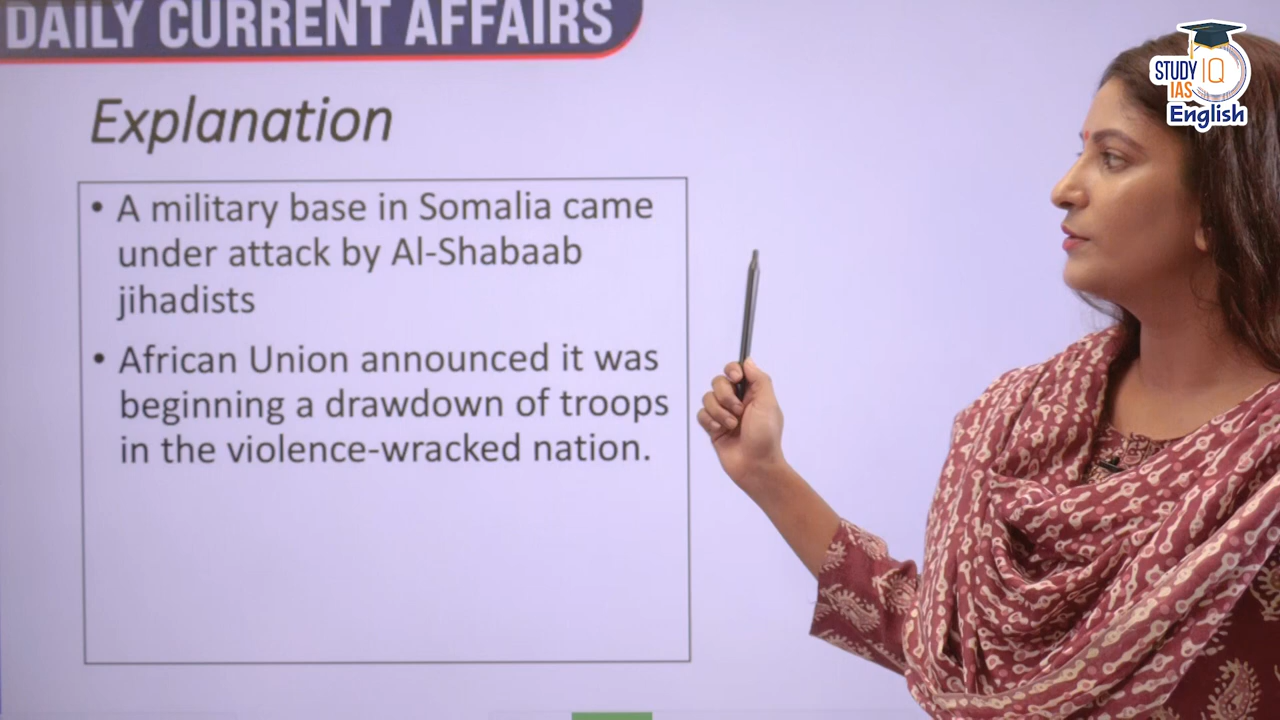 DAILY CURRENT AFFAIRS
STUDY IQ
IAS
English
Explanation
• A military base in Somalia came
under attack by Al-Shabaab
jihadists
• African Union announced it was
beginning a drawdown of troops
in the violence-wracked nation.